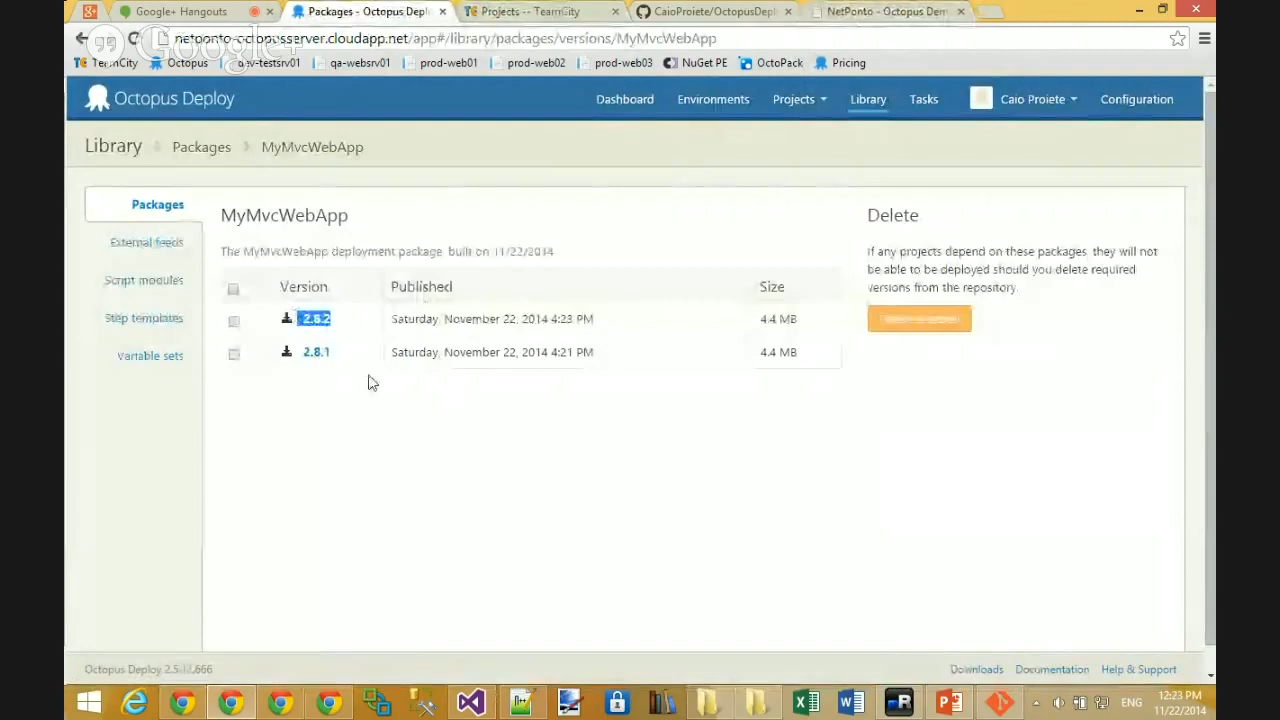 Google+ Hangouts
Packages - Octopus Depl
Projects -- TeamCity
CaioProiete/OctopusDepl
NetPonto - Octopus Dem
Google+
netponto-octopusserver.cloudapp.net/app#/library/packages/versions/MyMvcWebApp
TeamCity
Octopus
dev-testsrv01
qa-websrv01
prod-web01
prod-web02
prod-web03
NuGet PE
OctoPack
Pricing
Octopus Deploy
Dashboard
Environments
Projects
Library
Tasks
Caio Proiete
Configuration
Library
Packages
MyMvcWebApp
Packages
External feeds
Script modules
Step templates
Variable sets
MyMvcWebApp
The MyMvcWebApp deployment package, built on 11/22/2014
Version Published Size
2.8.2 Saturday, November 22, 2014 4:23 PM 4.4 MB
2.8.1 Saturday, November 22, 2014 4:21 PM 4.4 MB
Delete
If any projects depend on these packages, they will not
be able to be deployed should you delete required
versions from the repository.
Octopus Deploy
Downloads
Documentation
Help & Support
ENG
12:23 PM
11/22/2014